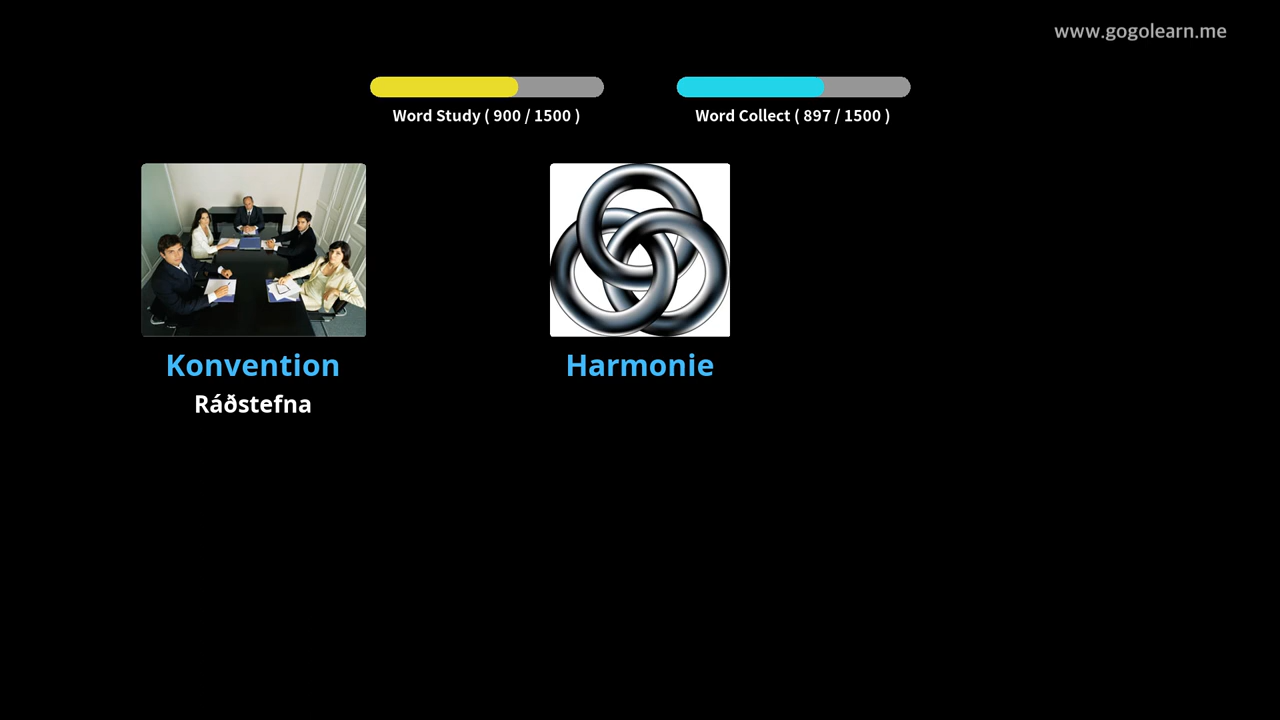 www.gogolearn.me
Word Study ( 900 / 1500 )
Word Collect ( 897 / 1500 )
Konvention
Ráðstefna
Harmonie